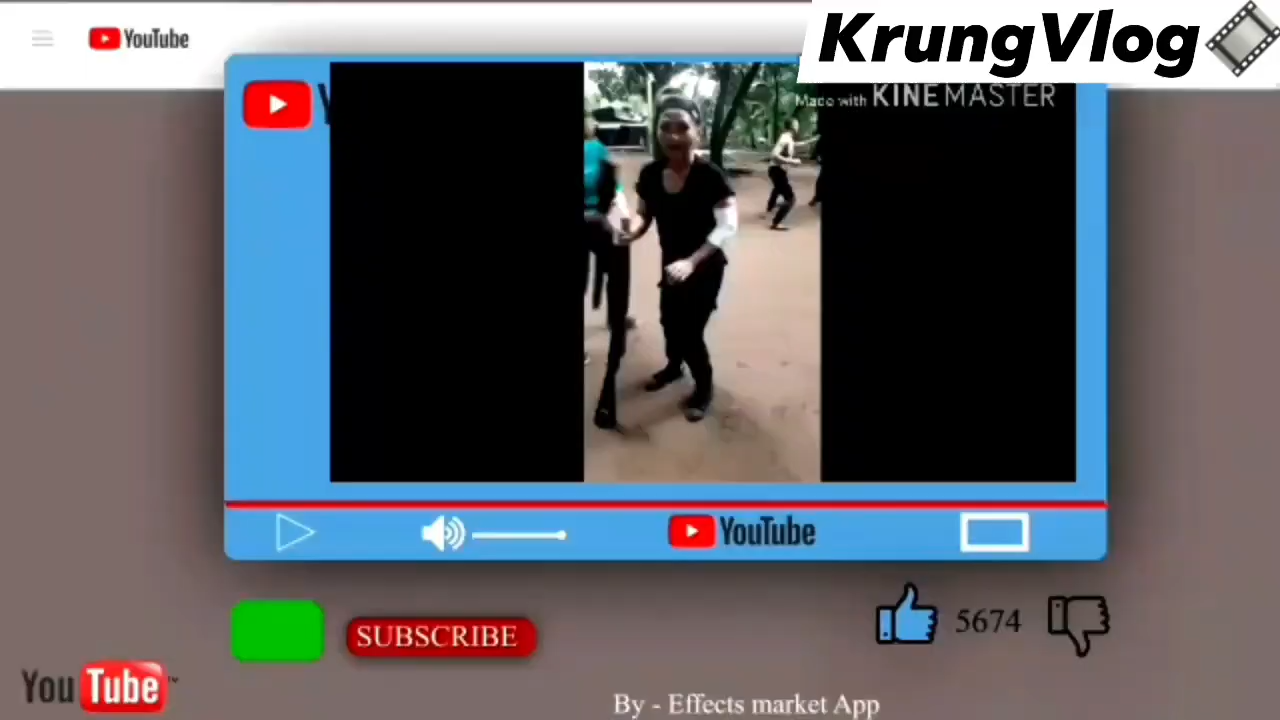 YouTube
KrungVlog
Made with KINEMASTER
YouTube
SUBSCRIBE
5674
YouTube
By - Effects market App